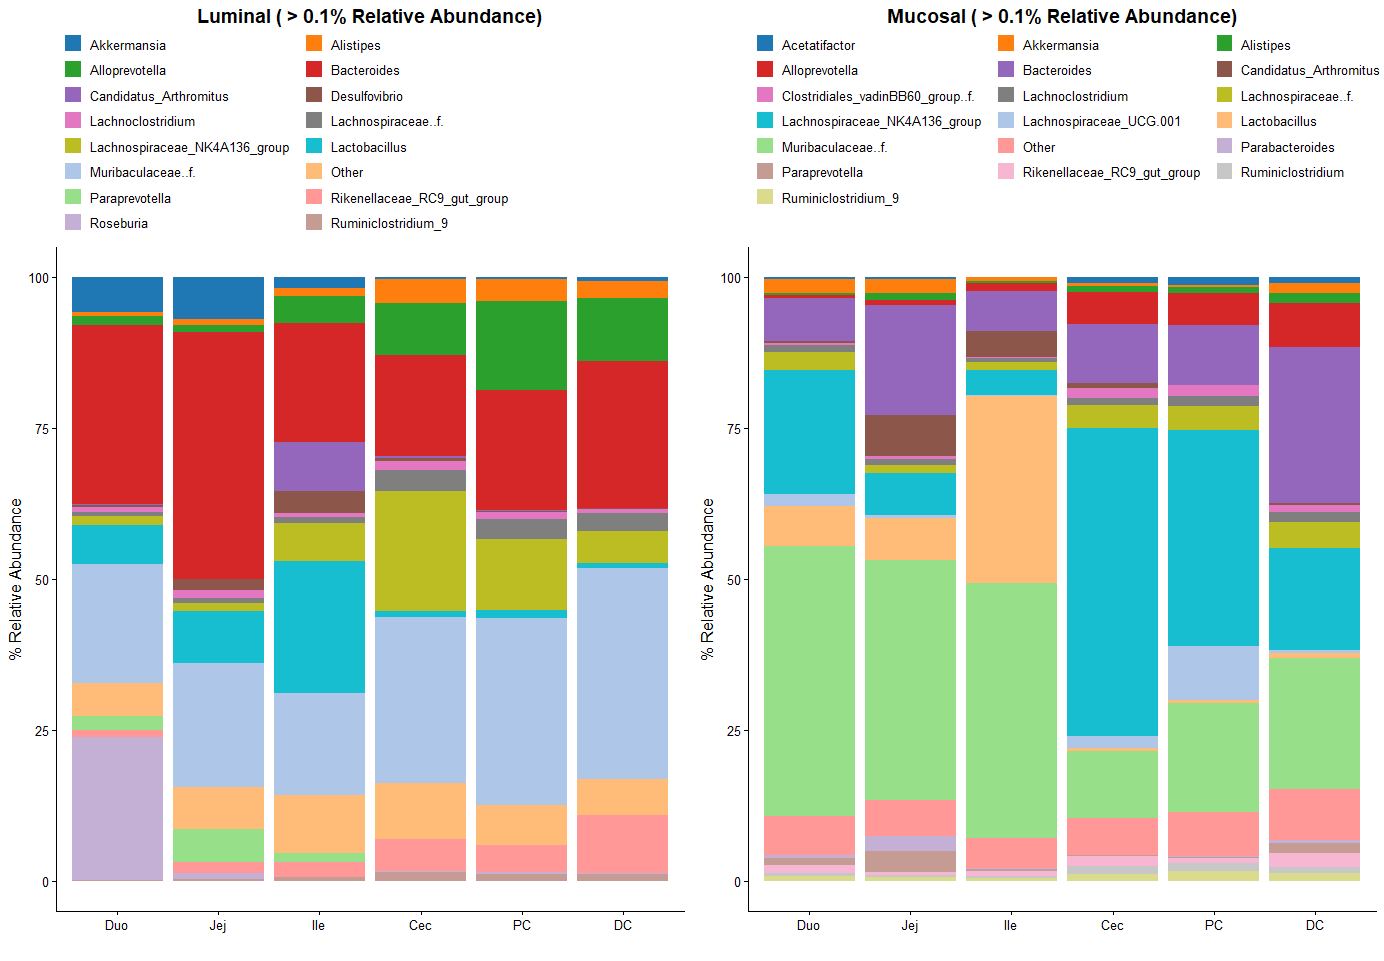 Luminal ( > 0.1% Relative Abundance)
Akkermansia
Alistipes
Alloprevotella
Bacteroides
Candidatus_Arthromitus
Desulfovibrio
Lachnoclostridium
Lachnospiraceae..f.
Lachnospiraceae_NK4A136_group
Lactobacillus
Muribaculaceae..f.
Other
Paraprevotella
Rikenellaceae_RC9_gut_group
Roseburia
Ruminiclostridium_9
100
75
50
25
0
% Relative Abundance
Duo
Jej
Ile
Cec
PC
DC
Mucosal ( > 0.1% Relative Abundance)
Acetatifactor
Akkermansia
Alistipes
Alloprevotella
Bacteroides
Candidatus_Arthromitus
Clostridiales_vadinBB60_group..f.
Lachnoclostridium
Lachnospiraceae..f.
Lachnospiraceae_NK4A136_group
Lachnospiraceae_UCG.001
Lactobacillus
Muribaculaceae..f.
Other
Parabacteroides
Paraprevotella
Rikenellaceae_RC9_gut_group
Ruminiclostridium
Ruminiclostridium_9
100
75
50
25
0
% Relative Abundance
Duo
Jej
Ile
Cec
PC
DC